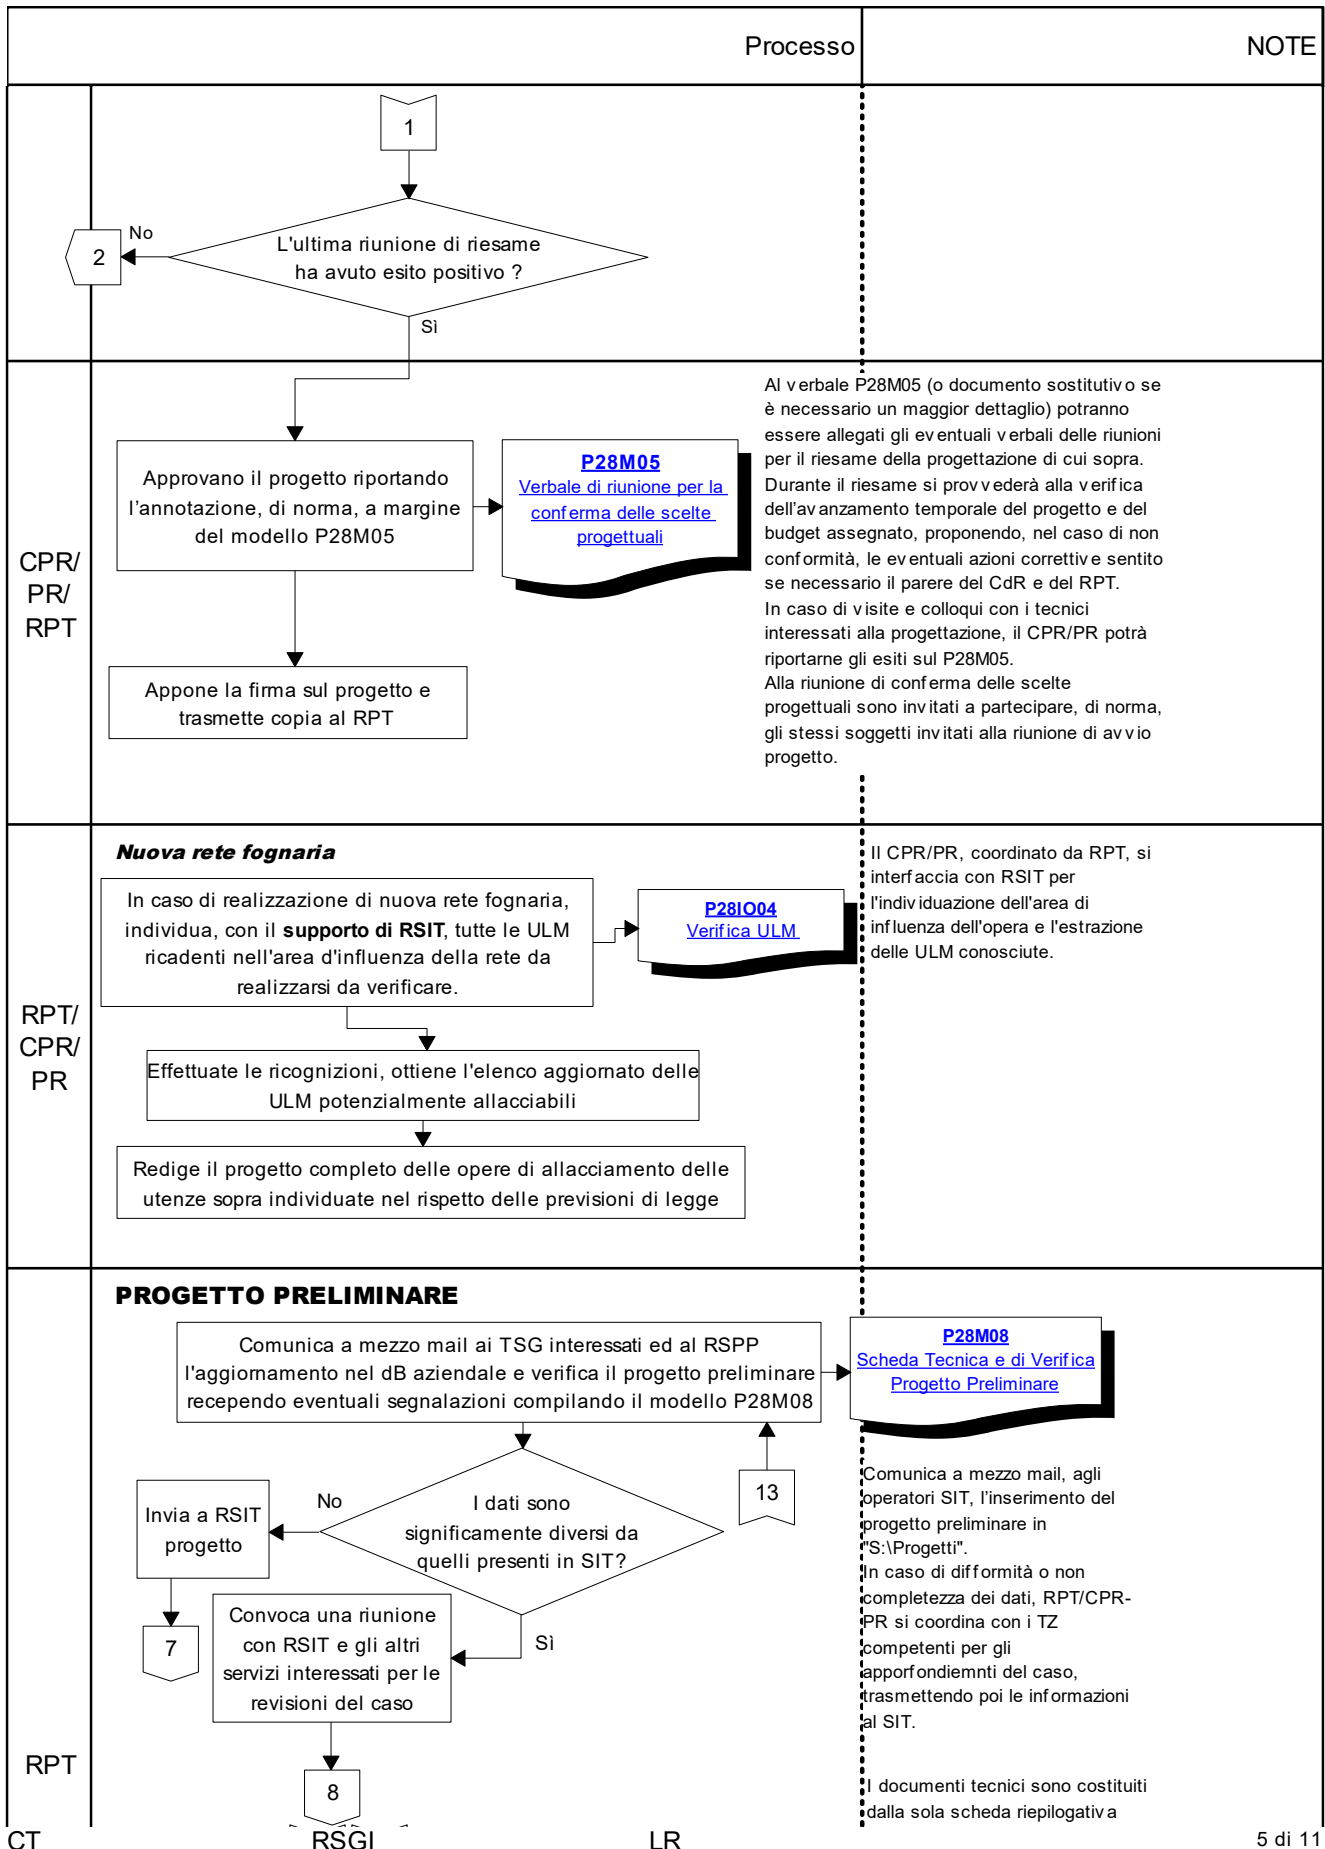 Processo
NOTE
1
L'ultima riunione di riesame
ha avuto esito positivo ?
No
2
Sì
CPR/
PR/
RPT
Approvano il progetto riportando
l'annotazione, di norma, a margine
del modello P28M05
P28M05
Verbale di riunione per la
conferma delle scelte
progettuali
Appone la firma sul progetto e
trasmette copia al RPT
Al verbale P28M05 (o documento sostitutivo se
è necessario un maggior dettaglio) potranno
essere allegati gli eventuali verbali delle riunioni
per il riesame della progettazione di cui sopra.
Durante il riesame si provvederà alla verifica
dell'avanzamento temporale del progetto e del
budget assegnato, proponendo, nel caso di non
conformità, le eventuali azioni correttive sentito
se necessario il parere del CdR e del RPT.
In caso di visite e colloqui con i tecnici
interessati alla progettazione, il CPR/PR potrà
riportarne gli esiti sul P28M05.
Alla riunione di conferma delle scelte
progettuali sono invitati a partecipare, di norma,
gli stessi soggetti invitati alla riunione di avvio
progetto.
RPT/
CPR/
PR
Nuova rete fognaria
In caso di realizzazione di nuova rete fognaria,
individua, con il supporto di RSIT, tutte le ULM
ricadenti nell'area d'influenza della rete da
realizzarsi da verificare.
P28IO04
Verifica ULM
Effettuate le ricognizioni, ottiene l'elenco aggiornato delle
ULM potenzialmente allacciabili
Redige il progetto completo delle opere di allacciamento delle
utenze sopra individuate nel rispetto delle previsioni di legge
Il CPR/PR, coordinato da RPT, si
interfaccia con RSIT per
l'individuazione dell'area di
influenza dell'opera e l'estrazione
delle ULM conosciute.
RPT
PROGETTO PRELIMINARE
Comunica a mezzo mail ai TSG interessati ed al RSPP
l'aggiornamento nel dB aziendale e verifica il progetto preliminare
recependo eventuali segnalazioni compilando il modello P28M08
P28M08
Scheda Tecnica e di Verifica
Progetto Preliminare
13
I dati sono
significamente diversi da
quelli presenti in SIT?
No
Invia a RSIT
progetto
7
Sì
Convoca una riunione
con RSIT e gli altri
servizi interessati per le
revisioni del caso
8
Comunica a mezzo mail, agli
operatori SIT, l'inserimento del
progetto preliminare in
"S:\Progetti".
In caso di difformità o non
completezza dei dati, RPT/CPR-
PR si coordina con i TZ
competenti per gli
apporfondiemnti del caso,
trasmettendo poi le informazioni
al SIT.
I documenti tecnici sono costituiti
dalla sola scheda riepilogativa
CT
RSGI
LR
5 di 11